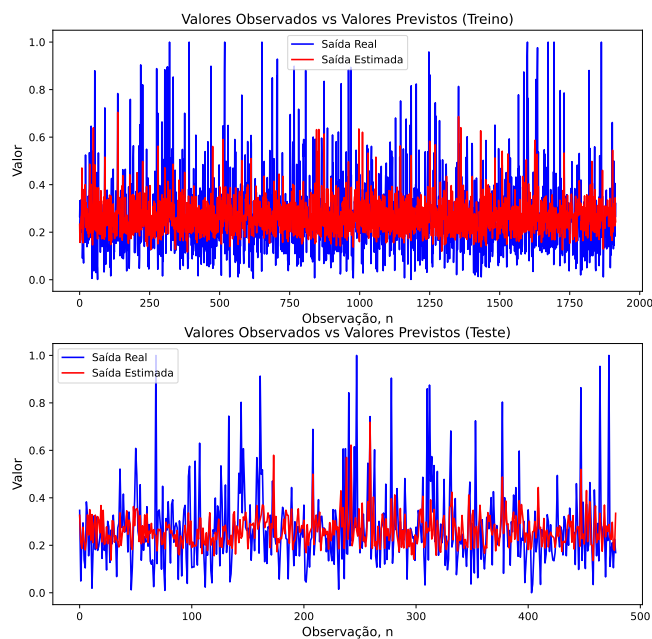 Valores Observados vs Valores Previstos (Treino)
1.0
0.8
0.6
0.4
0.2
0.0
Valor
Saída Real
Saída Estimada
0
250
500
750
1000
1250
1500
1750
2000
Observação, n
Valores Observados vs Valores Previstos (Teste)
1.0
0.8
0.6
0.4
0.2
0.0
Valor
Saída Real
Saída Estimada
0
100
200
300
400
500
Observação, n